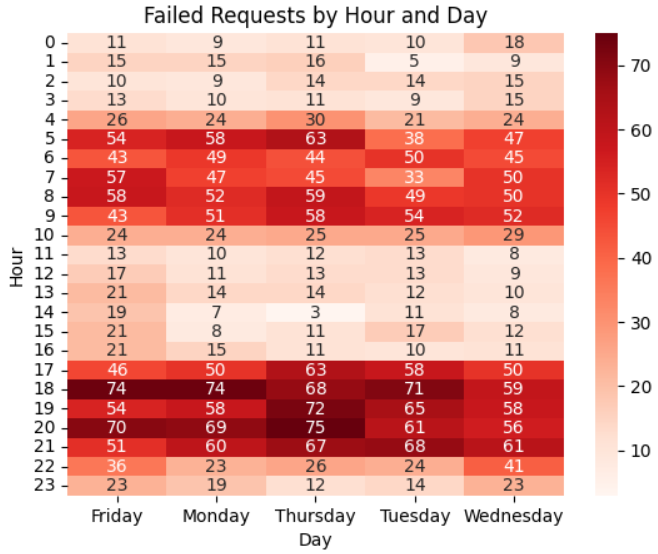 Failed Requests by Hour and Day
0 11 9 11 10 18
1 15 15 16 5 9
2 10 9 14 14 15
3 13 10 11 9 15
4 26 24 30 21 24
5 54 58 63 38 47
6 43 49 44 50 45
7 57 47 45 33 50
8 58 52 59 49 50
9 43 51 58 54 52
10 24 24 25 25 29
11 13 10 12 13 8
12 17 11 13 13 9
13 21 14 14 12 10
14 19 7 3 11 8
15 21 8 11 17 12
16 21 15 11 10 11
17 46 50 63 58 50
18 74 74 68 71 59
19 54 58 72 65 58
20 70 69 75 61 56
21 51 60 67 68 61
22 36 23 26 24 41
23 23 19 12 14 23
Hour
Friday Monday Thursday Tuesday Wednesday
Day
70
60
50
40
30
20
10